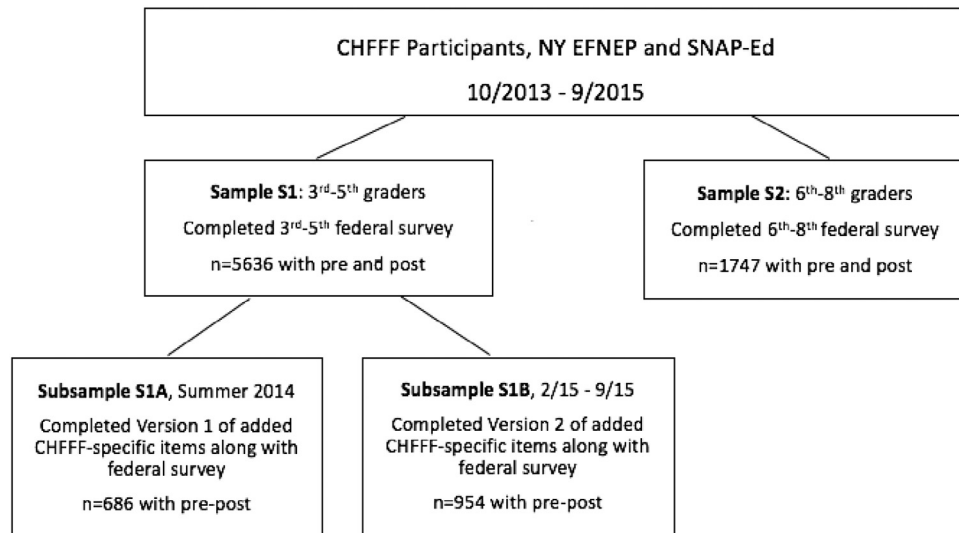 CHFFF Participants, NY EFNEP and SNAP-Ed
10/2013 - 9/2015
Sample S1: 3rd-5th graders
Completed 3rd-5th federal survey
n=5636 with pre and post
Sample S2: 6th-8th graders
Completed 6th-8th federal survey
n=1747 with pre and post
Subsample S1A, Summer 2014
Completed Version 1 of added
CHFFF-specific items along with
federal survey
n=686 with pre-post
Subsample S1B, 2/15 - 9/15
Completed Version 2 of added
CHFFF-specific items along with
federal survey
n=954 with pre-post